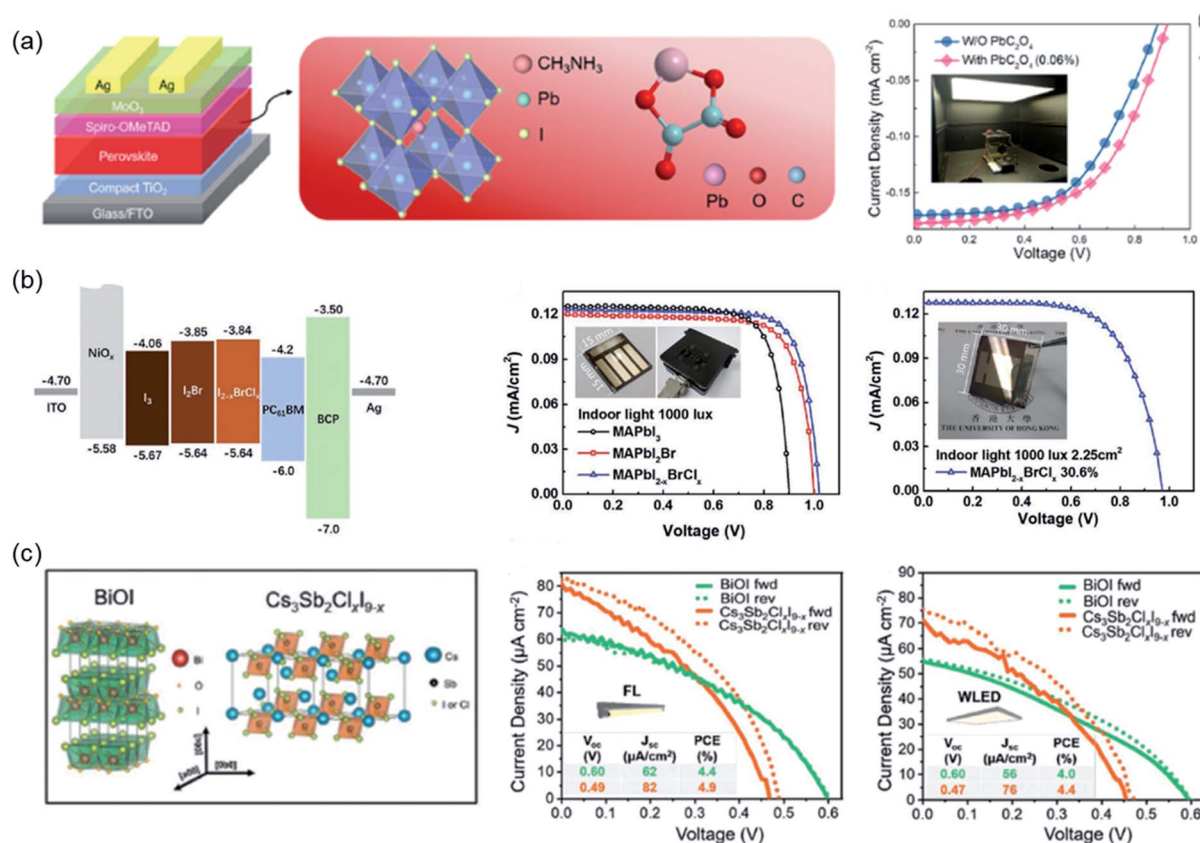 (a)
Ag
Ag
MoO₃
Spiro-OMeTAD
Perovskite
Compact TiO₂
Glass/FTO
CH₃NH₃
Pb
I
Pb
O
C
W/O PbC₂O₄
With PbC₂O₄ (0.06%)
Current Density (mA cm⁻²)
0.00
-0.05
-0.10
-0.15
0.0
0.2
0.4
0.6
0.8
1.0
Voltage (V)
(b)
-4.70
ITO
NiOₓ
-5.58
-4.06
I₃
-5.67
-3.85
I₂Br
-5.64
-3.84
I₂₋ₓBrClₓ
-5.64
-4.2
PC₆₁BM
-6.0
-3.50
BCP
-7.0
-4.70
Ag
J (mA/cm²)
0.12
0.09
0.06
0.03
0.00
15 mm
15 mm
Indoor light 1000 lux
MAPbI₃
MAPbI₂Br
MAPbI₂₋ₓBrClₓ
0.0
0.2
0.4
0.6
0.8
1.0
Voltage (V)
J (mA/cm²)
0.12
0.09
0.06
0.03
0.00
30 mm
30 mm
香 港 大 學
THE UNIVERSITY OF HONG KONG
Indoor light 1000 lux 2.25cm²
MAPbI₂₋ₓBrClₓ 30.6%
0.0
0.2
0.4
0.6
0.8
1.0
Voltage (V)
(c)
BiOI
Bi
O
I
[001]
[010]
[100]
Cs₃Sb₂ClₓI₉₋ₓ
Cs
Sb
I or Cl
Current Density (µA cm⁻²)
80
70
60
50
40
30
20
10
0
BiOI fwd
BiOI rev
Cs₃Sb₂ClₓI₉₋ₓ fwd
Cs₃Sb₂ClₓI₉₋ₓ rev
FL
Voc Jsc PCE
(V) (µA/cm²) (%)
0.60 62 4.4
0.49 82 4.9
0.0
0.1
0.2
0.3
0.4
0.5
0.6
Voltage (V)
Current Density (µA cm⁻²)
90
80
70
60
50
40
30
20
10
0
BiOI fwd
BiOI rev
Cs₃Sb₂ClₓI₉₋ₓ fwd
Cs₃Sb₂ClₓI₉₋ₓ rev
WLED
Voc Jsc PCE
(V) (µA/cm²) (%)
0.60 56 4.0
0.47 76 4.4
0.0
0.1
0.2
0.3
0.4
0.5
0.6
Voltage (V)